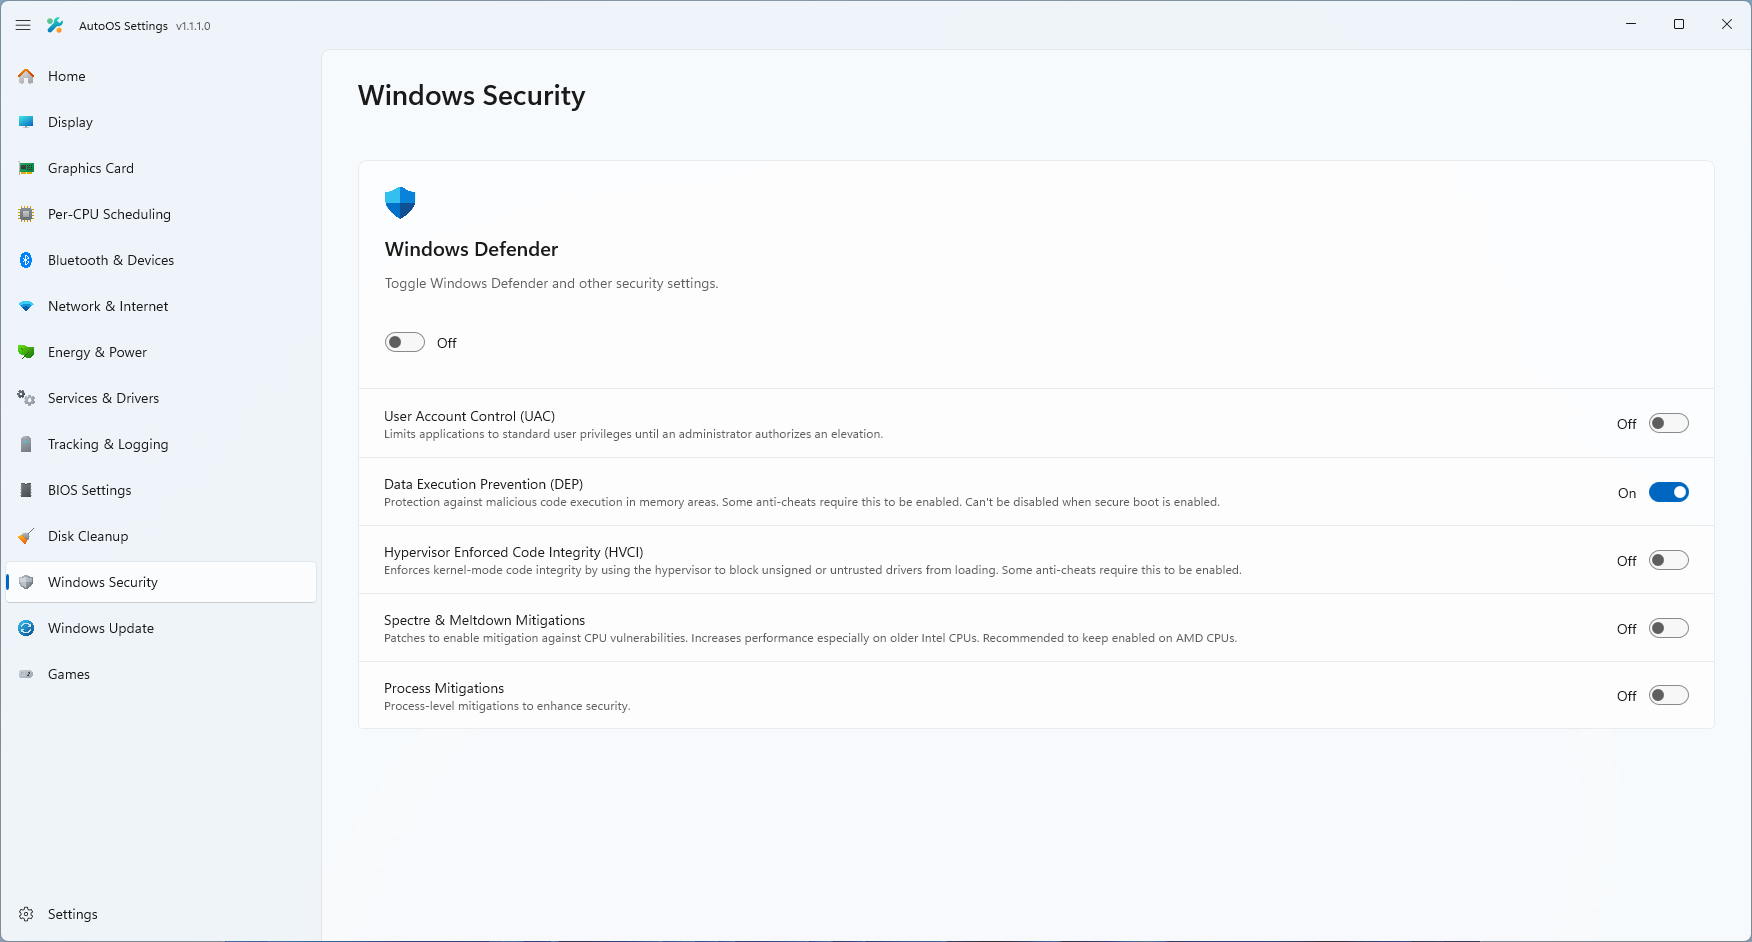 AutoOS Settings v1.1.1.0
Home
Display
Graphics Card
Per-CPU Scheduling
Bluetooth & Devices
Network & Internet
Energy & Power
Services & Drivers
Tracking & Logging
BIOS Settings
Disk Cleanup
Windows Security
Windows Update
Games
Settings
Windows Security
Windows Defender
Toggle Windows Defender and other security settings.
Off
User Account Control (UAC)
Limits applications to standard user privileges until an administrator authorizes an elevation.
Off
Data Execution Prevention (DEP)
Protection against malicious code execution in memory areas. Some anti-cheats require this to be enabled. Can't be disabled when secure boot is enabled.
On
Hypervisor Enforced Code Integrity (HVCI)
Enforces kernel-mode code integrity by using the hypervisor to block unsigned or untrusted drivers from loading. Some anti-cheats require this to be enabled.
Off
Spectre & Meltdown Mitigations
Patches to enable mitigation against CPU vulnerabilities. Increases performance especially on older Intel CPUs. Recommended to keep enabled on AMD CPUs.
Off
Process Mitigations
Process-level mitigations to enhance security.
Off